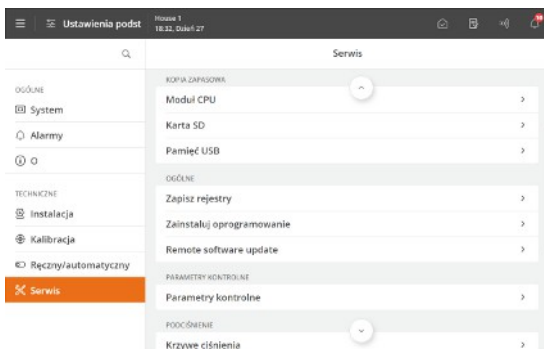 Ustawienia podst
House 1
18:32, Dzień 27
Serwis
OGÓLNE
System
Alarmy
O
TECHNICZNE
Instalacja
Kalibracja
Ręczny/automatyczny
Serwis
KOPIA ZAPASOWA
Moduł CPU
Karta SD
Pamięć USB
OGÓLNE
Zapisz rejestry
Zainstaluj oprogramowanie
Remote software update
PARAMETRY KONTROLNE
Parametry kontrolne
PODCIŚNIENIE
Krzywe ciśnienia